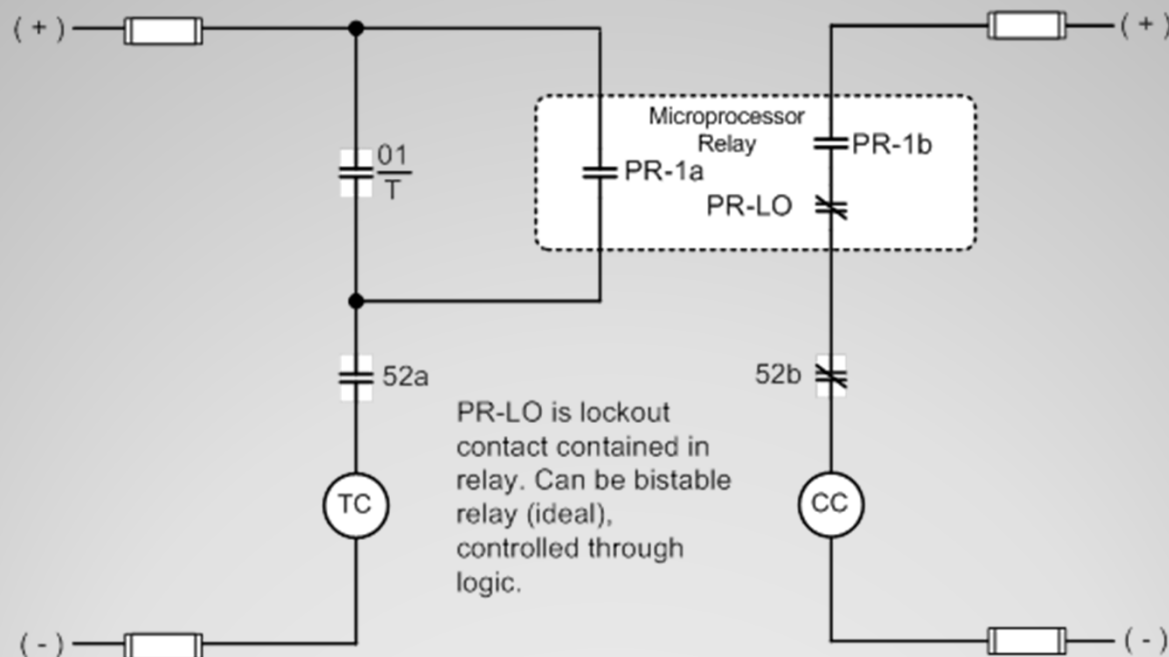 ( + )
( + )
Microprocessor
Relay
PR-1b
01
T
PR-1a
PR-LO
52a
52b
PR-LO is lockout
contact contained in
relay. Can be bistable
relay (ideal),
controlled through
logic.
TC
CC
( - )
( - )